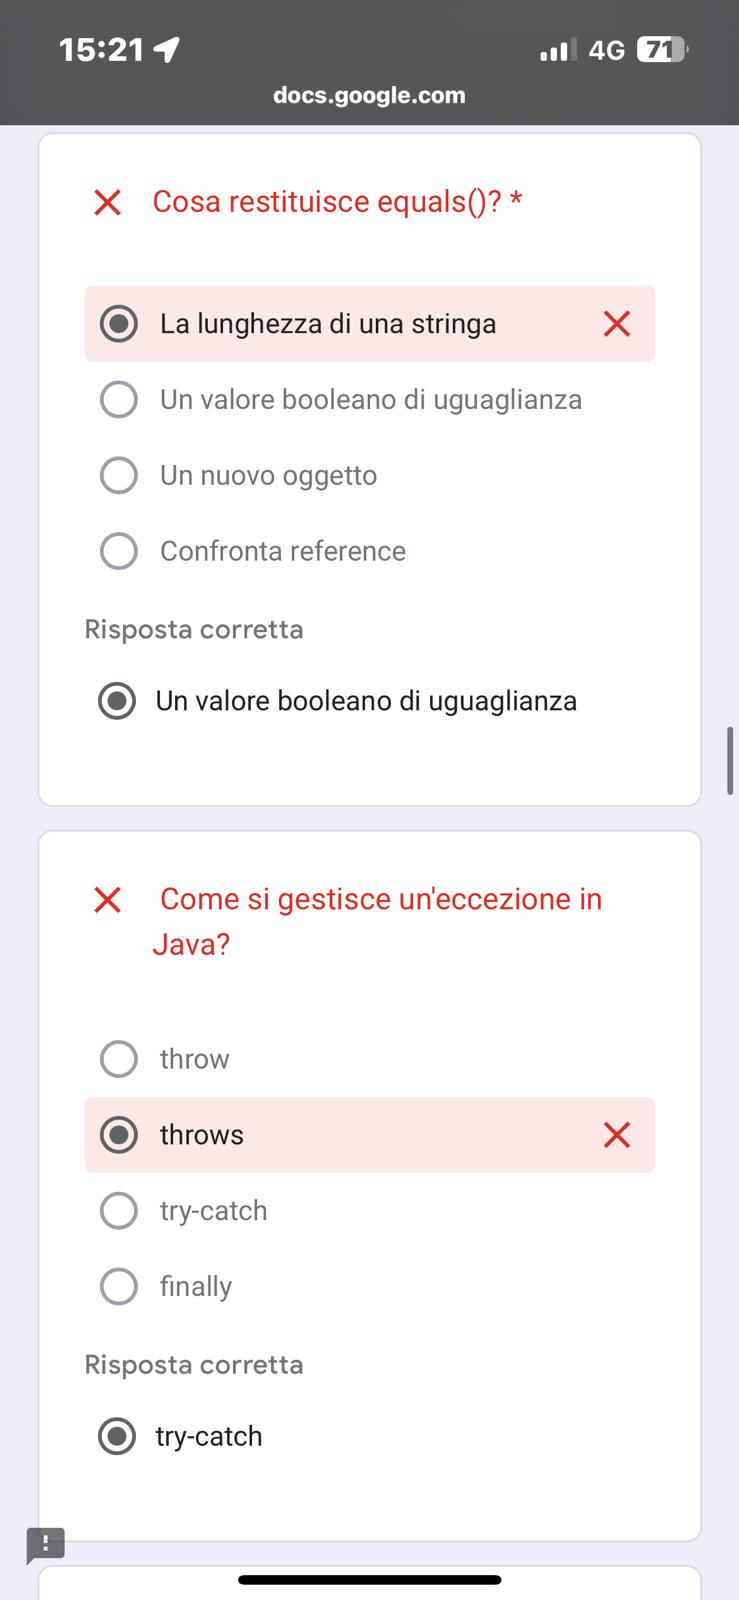 15:21
4G
71
docs.google.com
Cosa restituisce equals()? *
La lunghezza di una stringa
Un valore booleano di uguaglianza
Un nuovo oggetto
Confronta reference
Risposta corretta
Un valore booleano di uguaglianza
Come si gestisce un'eccezione in
Java?
throw
throws
try-catch
finally
Risposta corretta
try-catch
!